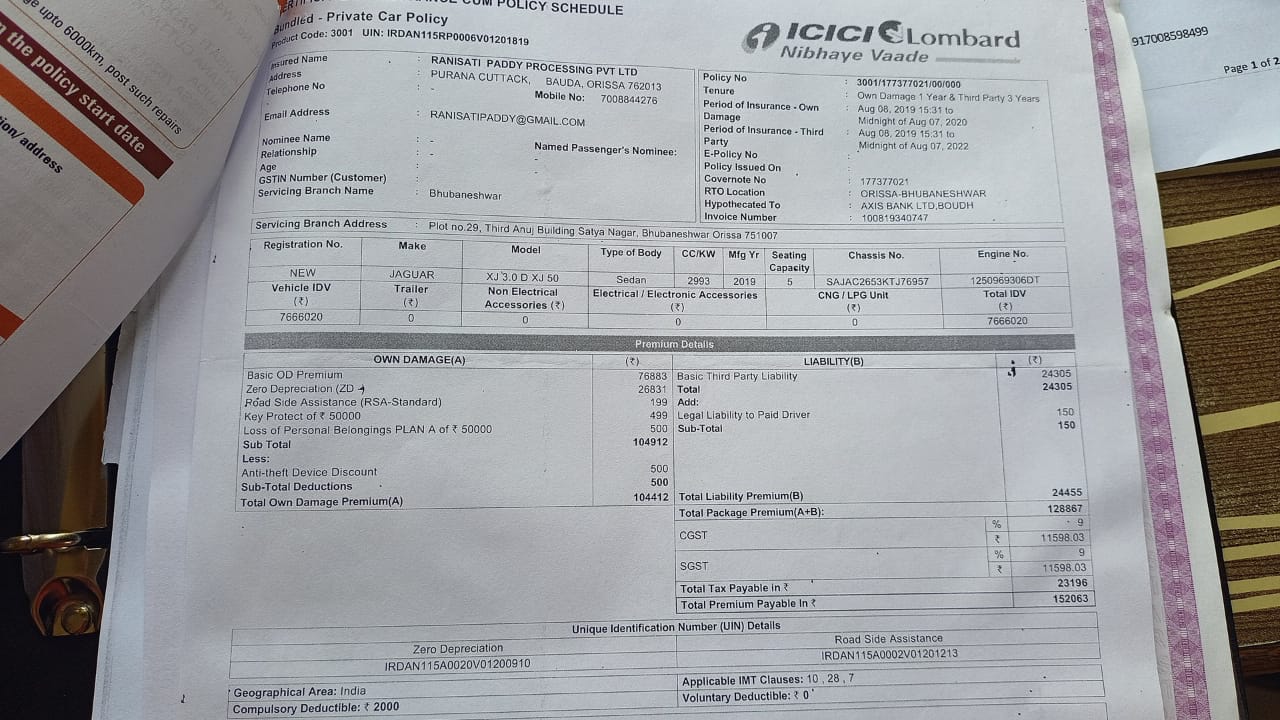 COM POLICY SCHEDULE
Bundled - Private Car Policy
Product Code: 3001 UIN: IRDAN115RP0006V01201819
ICICI Lombard
Nibhaye Vaade
917008598499
Page 1 of 2
ge upto 6000km, post such repairs
n the policy start date
ion/address
Insured Name : RANISATI PADDY PROCESSING PVT LTD
Address : PURANA CUTTACK, BAUDA, ORISSA 762013
Telephone No : - Mobile No: 7008844276
Email Address : RANISATIPADDY@GMAIL.COM
Nominee Name : - Named Passenger's Nominee:
Relationship : - -
Age : - -
GSTIN Number (Customer) :
Servicing Branch Name : Bhubaneshwar
Policy No : 3001/177377021/00/000
Tenure : Own Damage 1 Year & Third Party 3 Years
Period of Insurance - Own Damage : Aug 08, 2019 15:31 to
Midnight of Aug 07, 2020
Period of Insurance - Third Party : Aug 08, 2019 15:31 to
Midnight of Aug 07, 2022
E-Policy No :
Policy Issued On :
Covernote No : 177377021
RTO Location : ORISSA-BHUBANESHWAR
Hypothecated To : AXIS BANK LTD,BOUDH
Invoice Number : 100819340747
Servicing Branch Address : Plot no.29, Third Anuj Building Satya Nagar, Bhubaneshwar Orissa 751007
Registration No. Make Model Type of Body CC/KW Mfg Yr Seating Capacity Chassis No. Engine No.
NEW JAGUAR XJ 3.0 D XJ 50 Sedan 2993 2019 5 SAJAC2653KTJ76957 1250969306DT
Vehicle IDV (₹) Trailer (₹) Non Electrical Accessories (₹) Electrical / Electronic Accessories (₹) CNG / LPG Unit (₹) Total IDV (₹)
7666020 0 0 0 0 7666020
Premium Details
OWN DAMAGE(A) (₹) LIABILITY(B) (₹)
Basic OD Premium 76883 Basic Third Party Liability 24305
Zero Depreciation (ZD 26831 Total 24305
Road Side Assistance (RSA-Standard) 199 Add:
Key Protect of ₹ 50000 499 Legal Liability to Paid Driver 150
Loss of Personal Belongings PLAN A of ₹ 50000 500 Sub-Total 150
Sub Total 104912
Less:
Anti-theft Device Discount 500
Sub-Total Deductions 500
Total Own Damage Premium(A) 104412 Total Liability Premium(B) 24455
Total Package Premium(A+B): 128867
CGST % 9
₹ 11598.03
SGST % 9
₹ 11598.03
Total Tax Payable in ₹ 23196
Total Premium Payable In ₹ 152063
Unique Identification Number (UIN) Details
Zero Depreciation Road Side Assistance
IRDAN115A0020V01200910 IRDAN115A0002V01201213
Geographical Area: India Applicable IMT Clauses: 10 , 28 , 7
Compulsory Deductible: ₹ 2000 Voluntary Deductible: ₹ 0